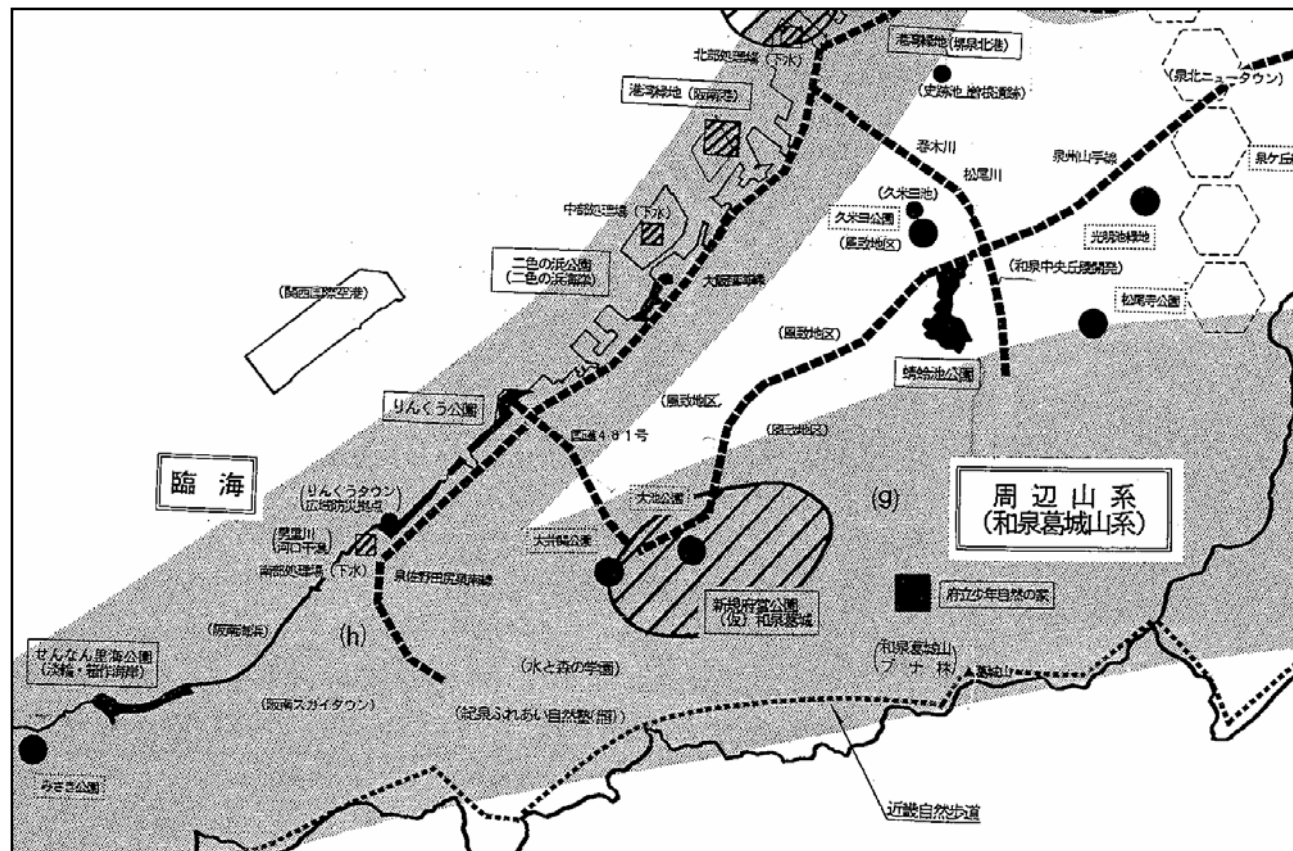 北部処理場（下水）
港湾緑地（堺泉北港）
港湾緑地（阪南港）
（史跡池上曽根遺跡）
（泉北ニュータウン）
春木川
松尾川
泉州山手線
泉ケ丘
（久米田池）
久米田公園
（風致地区）
光明池緑地
中部処理場（下水）
二色の浜公園
（二色の浜海浜）
大阪臨海線
（和泉中央丘陵開発）
（関西国際空港）
松尾寺公園
（風致地区）
蜻蛉池公園
りんくう公園
（風致地区）
（風致地区）
国道４８１号
臨海
(g)
周辺山系
（和泉葛城山系）
大池公園
りんくうタウン
広域防災拠点
男里川
河口干潟
大井関公園
南部処理場（下水）
泉佐野田尻泉南線
新規府営公園
（仮）和泉葛城
府立少年自然の家
（阪南海浜）
(h)
せんなん里海公園
（淡輪・箱作海岸）
（水と森の学園）
和泉葛城山
ブナ林
▲葛城山
（阪南スカイタウン）
（紀泉ふれあい自然塾（国））
みさき公園
近畿自然歩道